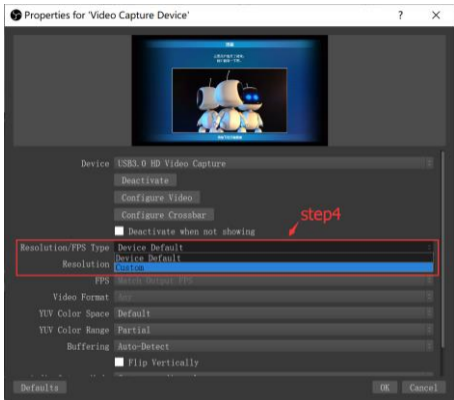 Properties for 'Video Capture Device'
Device USB3.0 HD Video Capture
Deactivate
Configure Video
Configure Crossbar
step4
Deactivate when not showing
Resolution/FPS Type Device Default
Device Default
Resolution Custom
FPS Match Output FPS
Video Format Any
YUV Color Space Default
YUV Color Range Partial
Buffering Auto-Detect
Flip Vertically
Defaults OK Cancel